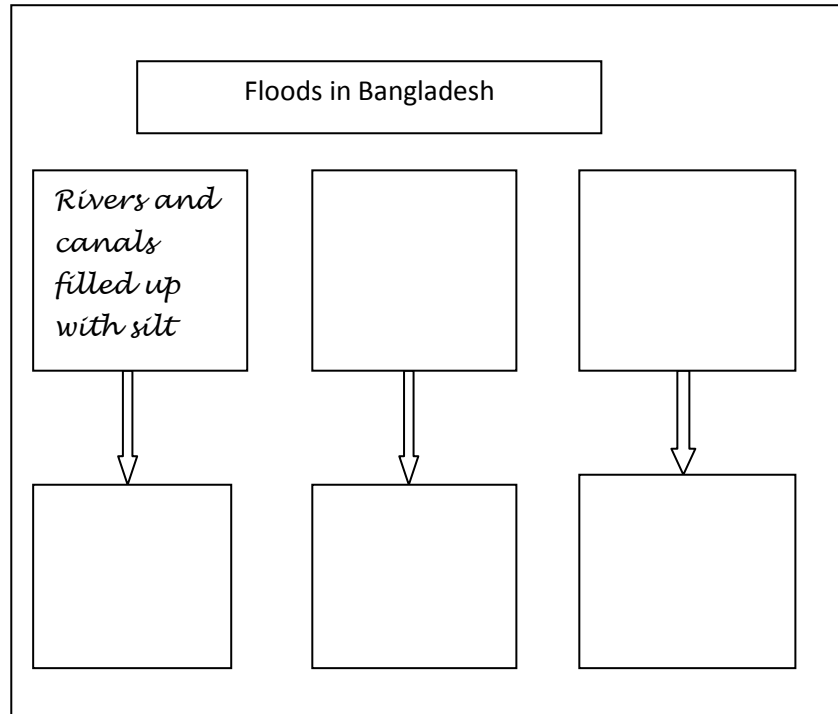 Floods in Bangladesh
Rivers and
canals
filled up
with silt